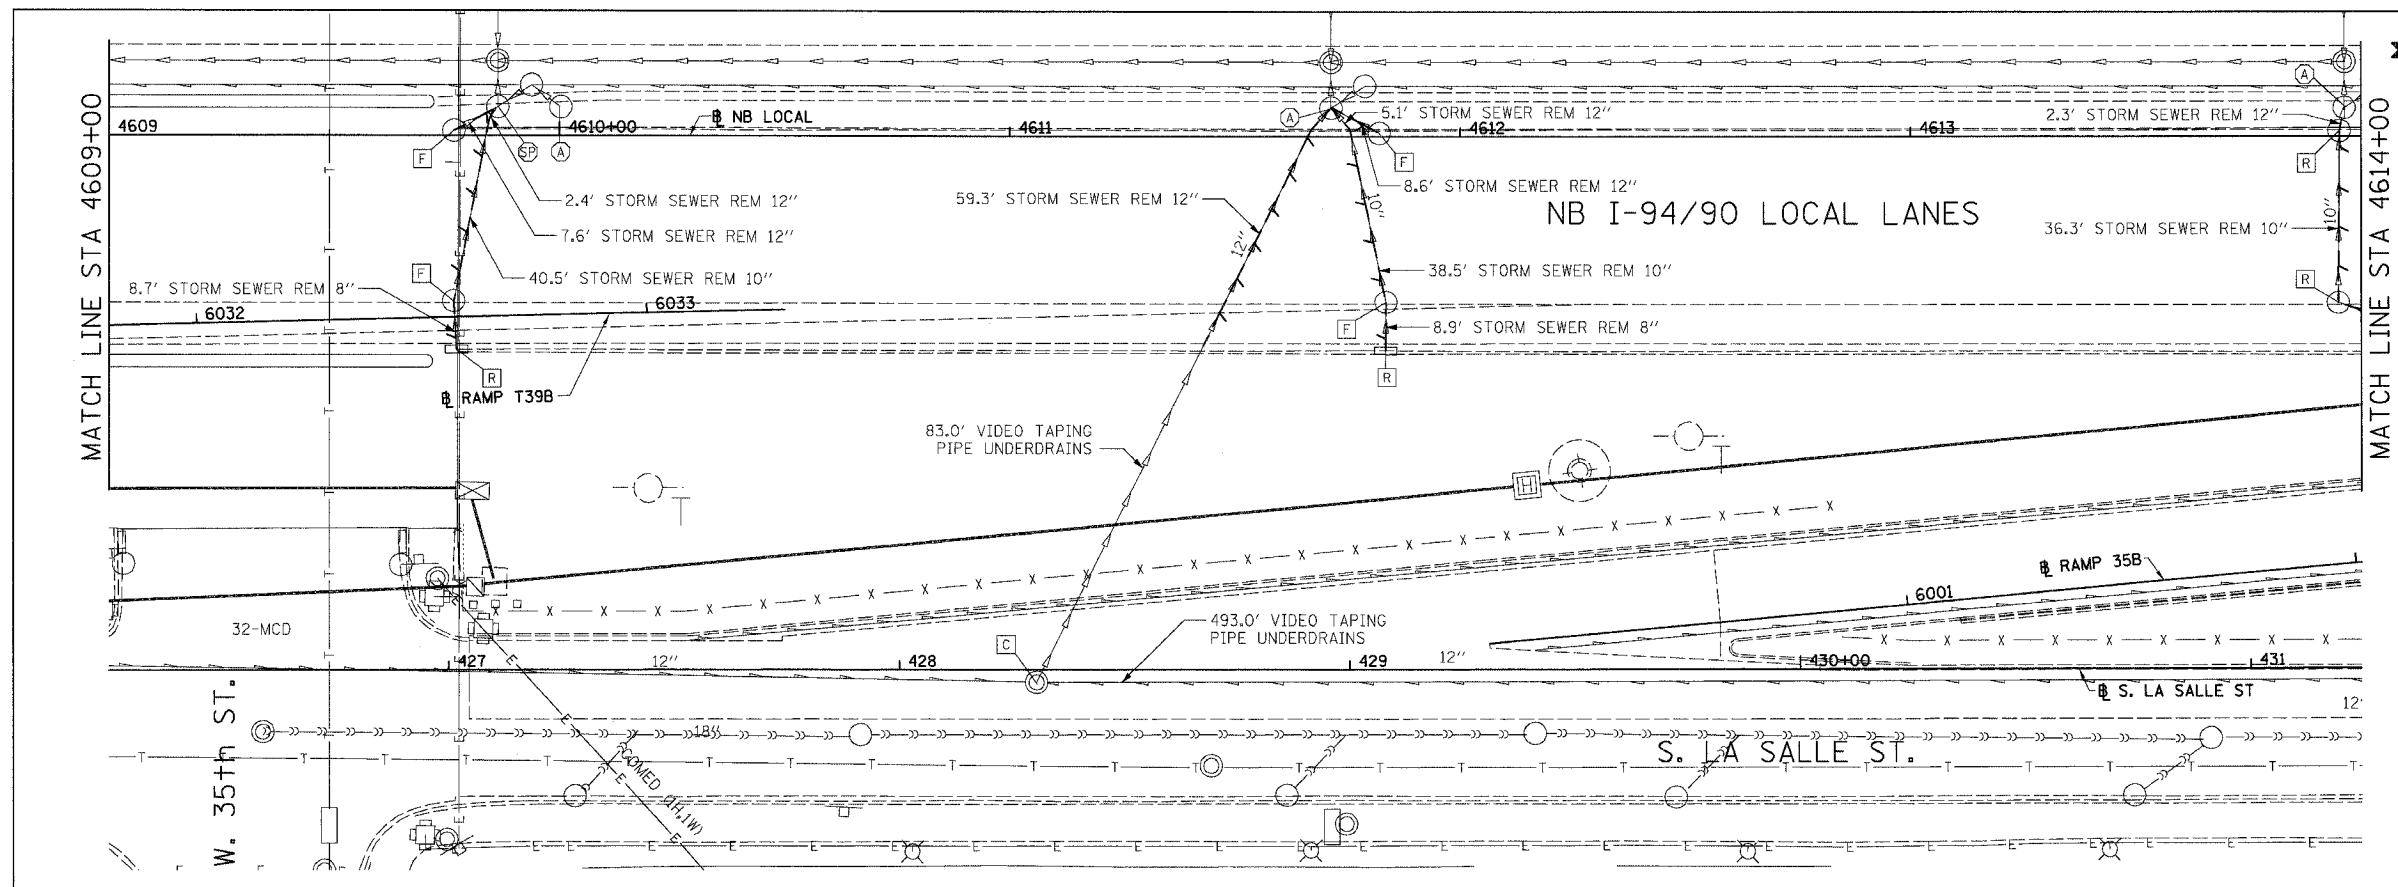 MATCH LINE STA 4609+00
4609
4610+00
℄ NB LOCAL
4611
4612
4613
MATCH LINE STA 4614+00
A
A
SP
A
F
F
R
5.1' STORM SEWER REM 12"
2.3' STORM SEWER REM 12"
8.6' STORM SEWER REM 12"
2.4' STORM SEWER REM 12"
59.3' STORM SEWER REM 12"
NB I-94/90 LOCAL LANES
7.6' STORM SEWER REM 12"
36.3' STORM SEWER REM 10"
10"
10"
12"
40.5' STORM SEWER REM 10"
38.5' STORM SEWER REM 10"
8.7' STORM SEWER REM 8"
F
F
R
6032
6033
8.9' STORM SEWER REM 8"
R
R
℄ RAMP T39B
83.0' VIDEO TAPING
PIPE UNDERDRAINS
H
℄ RAMP 35B
6001
32-MCD
493.0' VIDEO TAPING
PIPE UNDERDRAINS
C
427
12"
428
429
12"
430+00
431
℄ S. LA SALLE ST
12"
18"
S. LA SALLE ST.
COMED (1H,1W)
W. 35th ST.